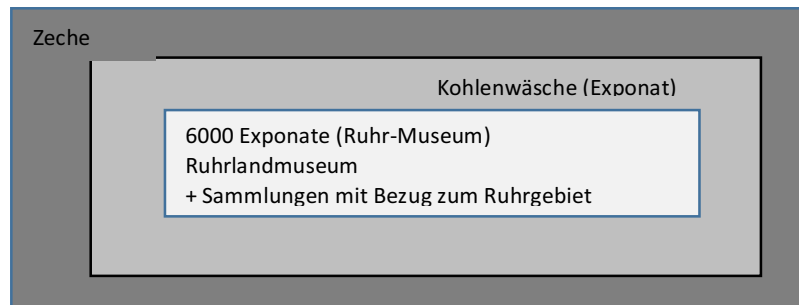 Zeche
Kohlenwäsche (Exponat)
6000 Exponate (Ruhr-Museum)
Ruhrlandmuseum
+ Sammlungen mit Bezug zum Ruhrgebiet